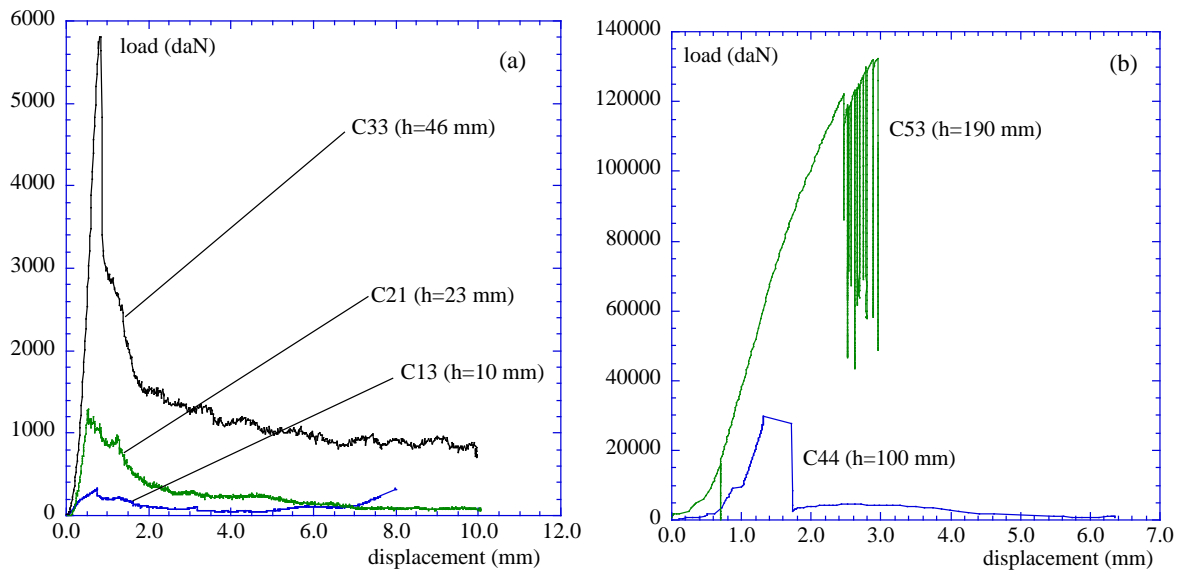 6000
5000
4000
3000
2000
1000
0
load (daN)
(a)
C33 (h=46 mm)
C21 (h=23 mm)
C13 (h=10 mm)
0.0 2.0 4.0 6.0 8.0 10.0 12.0
displacement (mm)
140000
120000
100000
80000
60000
40000
20000
0
load (daN)
(b)
C53 (h=190 mm)
C44 (h=100 mm)
0.0 1.0 2.0 3.0 4.0 5.0 6.0 7.0
displacement (mm)